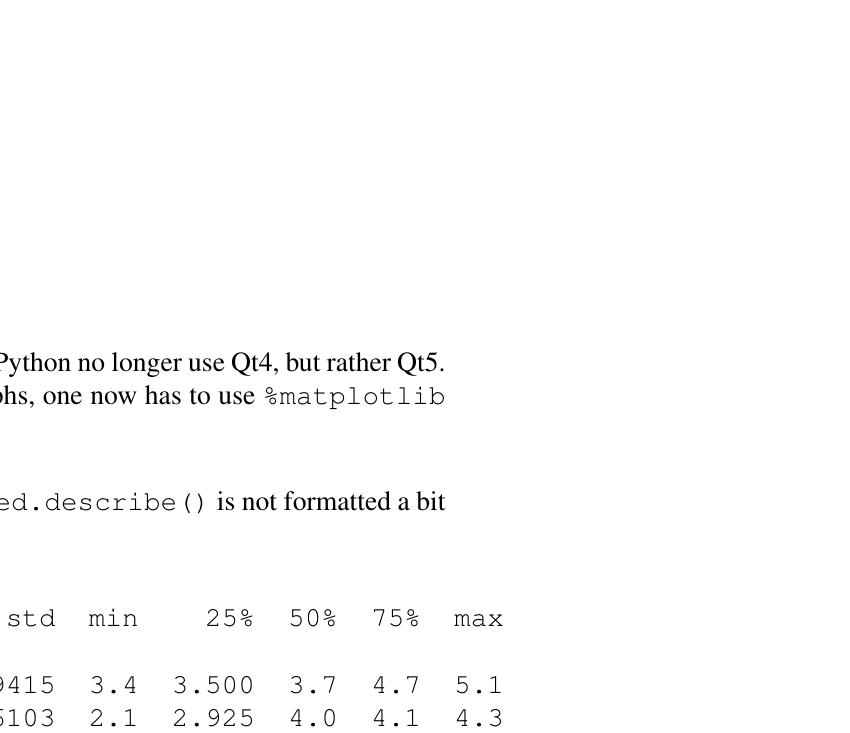 Python no longer use Qt4, but rather Qt5.
phs, one now has to use %matplotlib
ed.describe() is not formatted a bit
std min 25% 50% 75% max
9415 3.4 3.500 3.7 4.7 5.1
5103 2.1 2.925 4.0 4.1 4.3